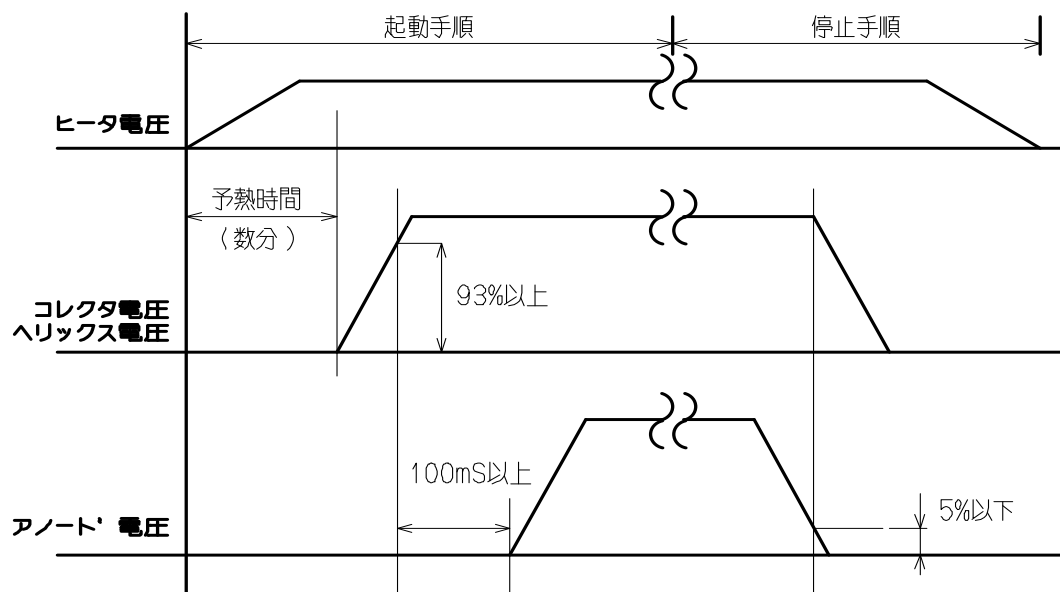 起動手順
停止手順
ヒータ電圧
予熱時間
(数分)
93%以上
コレクタ電圧
ヘリックス電圧
100mS以上
5%以下
アノード電圧